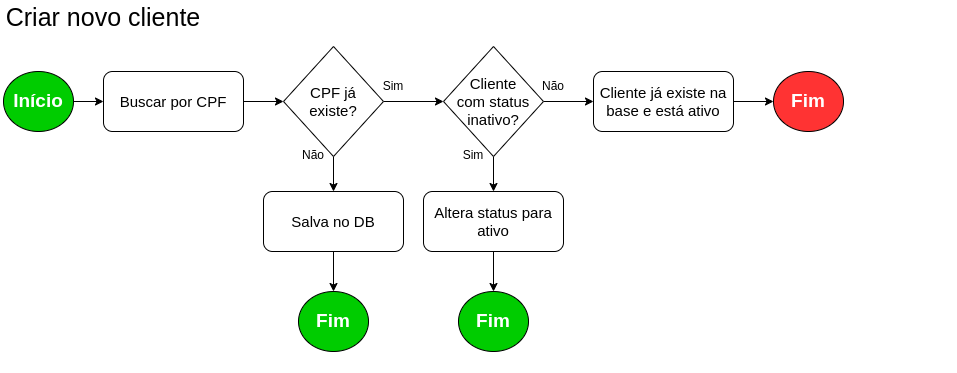 Criar novo cliente
Início
Buscar por CPF
CPF já
existe?
Sim
Cliente
com status
inativo?
Não
Cliente já existe na
base e está ativo
Fim
Não
Sim
Salva no DB
Altera status para
ativo
Fim
Fim